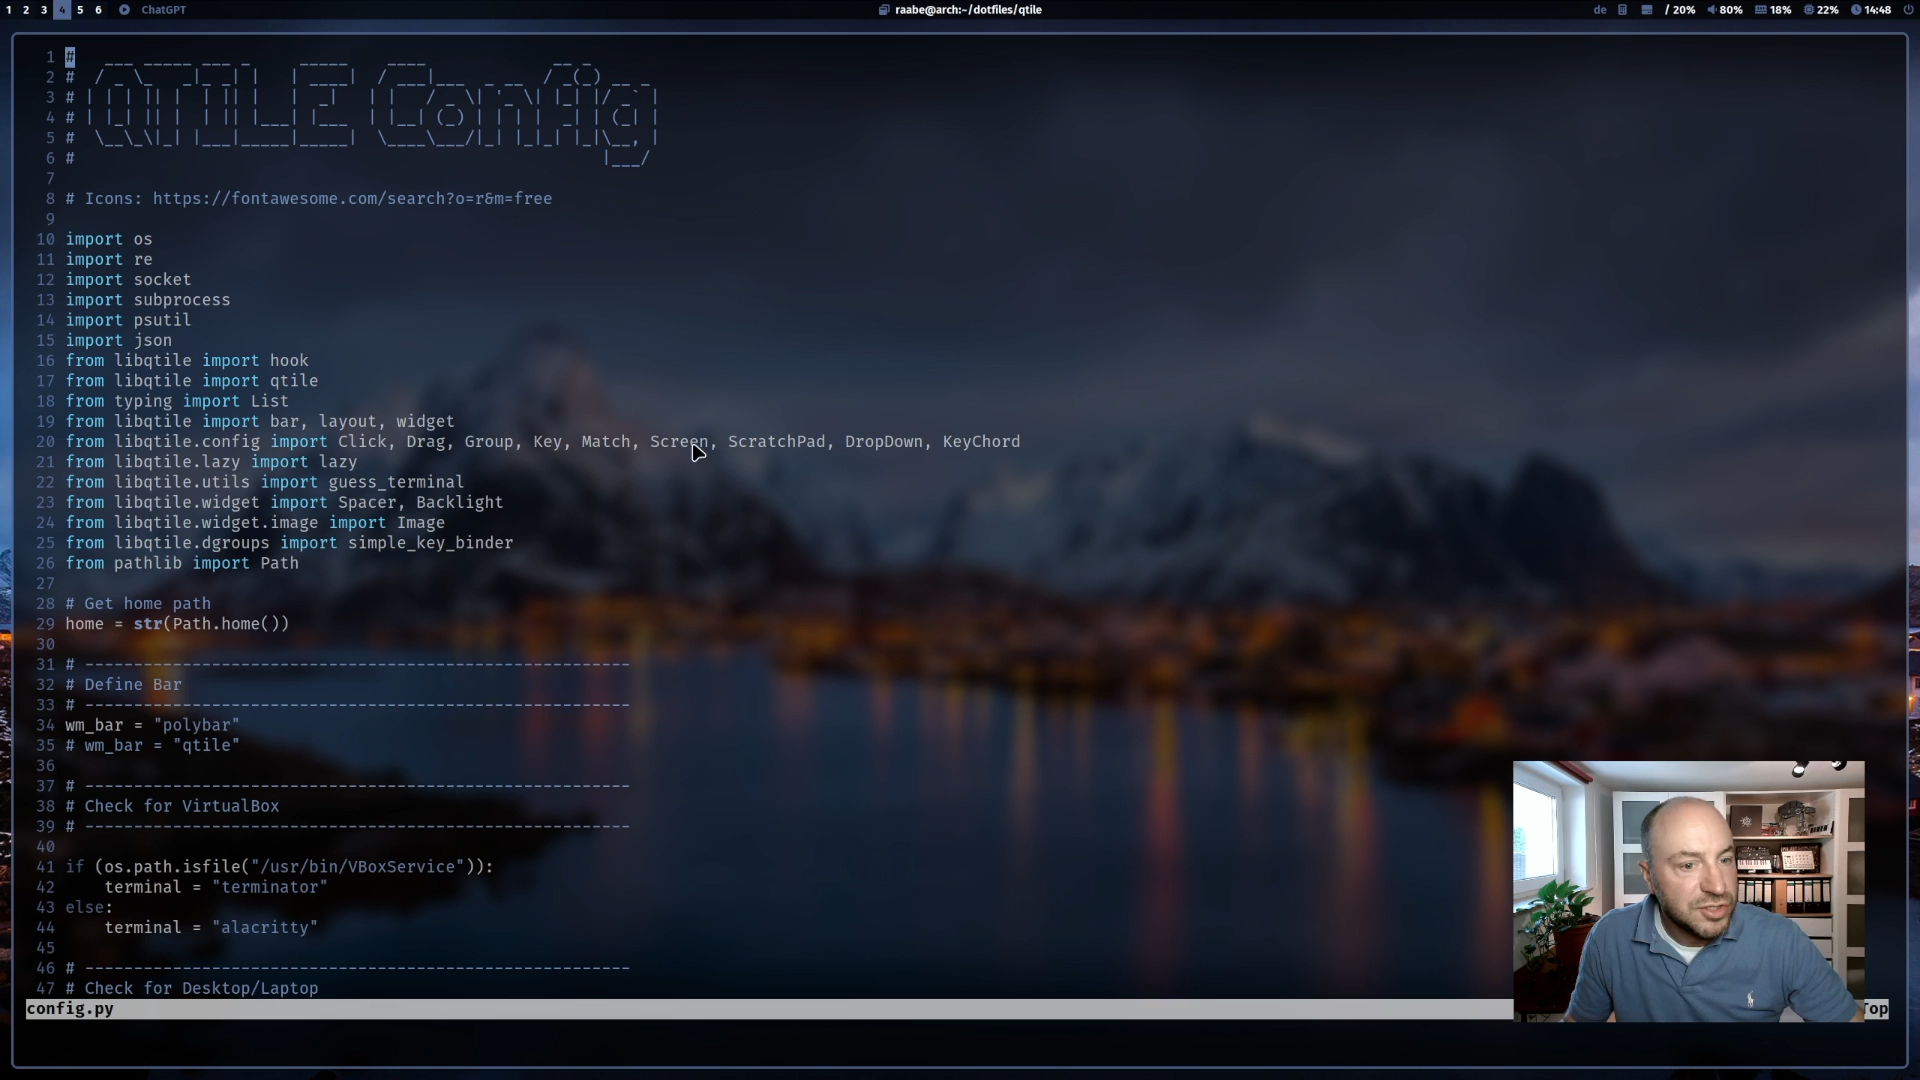 1 2 3 4 5 6 ChatGPT raabe@arch:~/dotfiles/qtile de / 20% 80% 18% 22% 14:48
1 #
2 #
3 #
4 #
5 #
6 #
QTILE Config
7
8 # Icons: https://fontawesome.com/search?o=r&m=free
9
10 import os
11 import re
12 import socket
13 import subprocess
14 import psutil
15 import json
16 from libqtile import hook
17 from libqtile import qtile
18 from typing import List
19 from libqtile import bar, layout, widget
20 from libqtile.config import Click, Drag, Group, Key, Match, Screen, ScratchPad, DropDown, KeyChord
21 from libqtile.lazy import lazy
22 from libqtile.utils import guess_terminal
23 from libqtile.widget import Spacer, Backlight
24 from libqtile.widget.image import Image
25 from libqtile.dgroups import simple_key_binder
26 from pathlib import Path
27
28 # Get home path
29 home = str(Path.home())
30
31 # --------------------------------------------------------
32 # Define Bar
33 # --------------------------------------------------------
34 wm_bar = "polybar"
35 # wm_bar = "qtile"
36
37 # --------------------------------------------------------
38 # Check for VirtualBox
39 # --------------------------------------------------------
40
41 if (os.path.isfile("/usr/bin/VBoxService")):
42     terminal = "terminator"
43 else:
44     terminal = "alacritty"
45
46 # --------------------------------------------------------
47 # Check for Desktop/Laptop
config.py Top